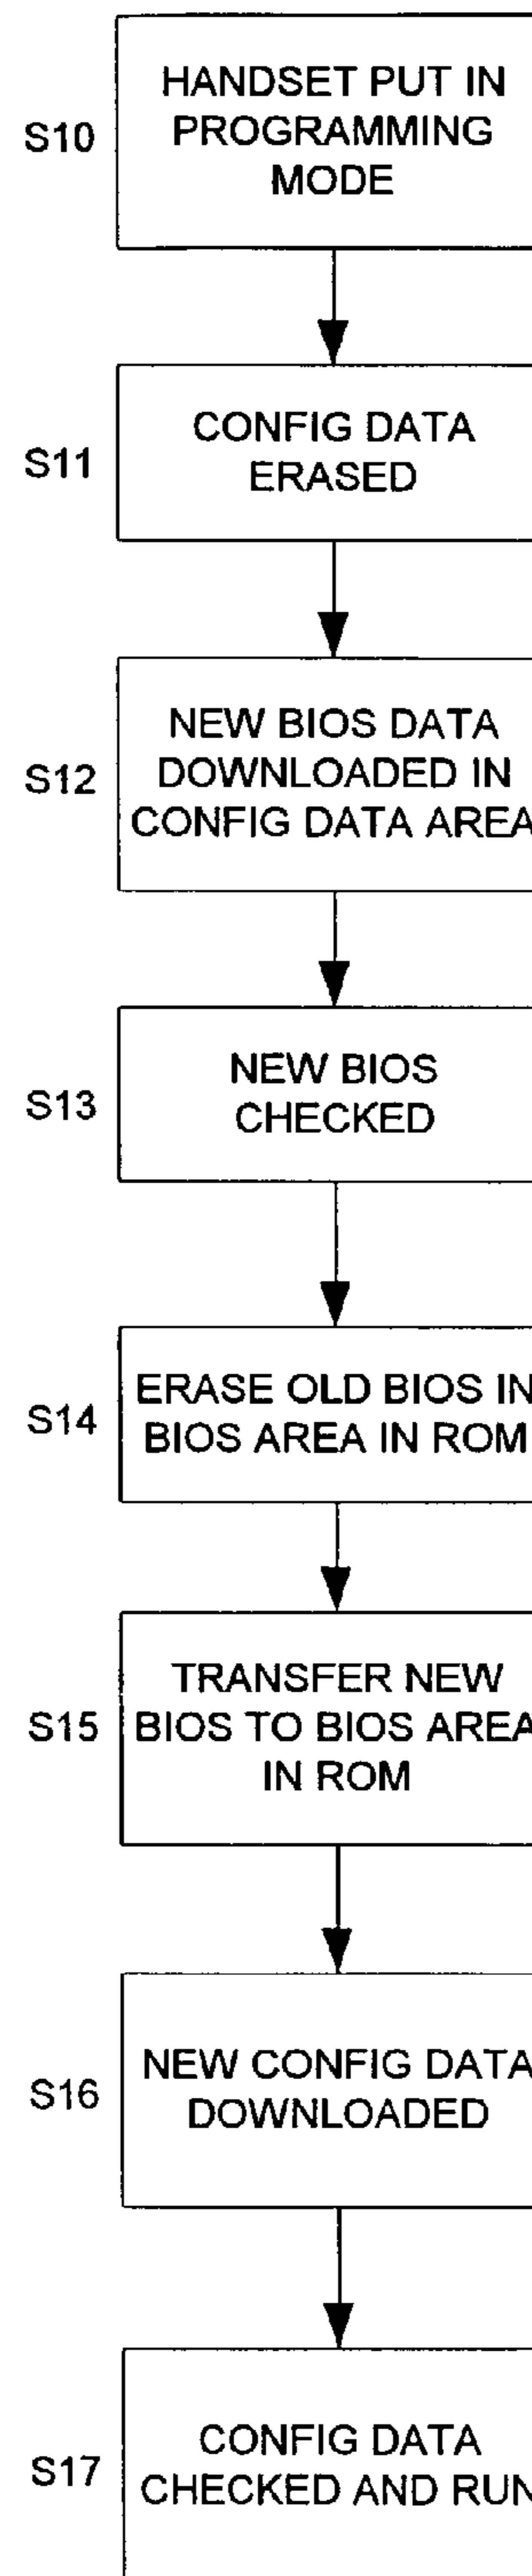 S10
HANDSET PUT IN
PROGRAMMING
MODE
S11
CONFIG DATA
ERASED
S12
NEW BIOS DATA
DOWNLOADED IN
CONFIG DATA AREA
S13
NEW BIOS
CHECKED
S14
ERASE OLD BIOS IN
BIOS AREA IN ROM
S15
TRANSFER NEW
BIOS TO BIOS AREA
IN ROM
S16
NEW CONFIG DATA
DOWNLOADED
S17
CONFIG DATA
CHECKED AND RUN